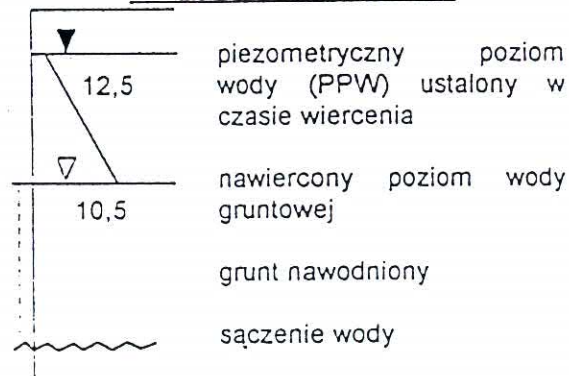 piezometryczny poziom
wody (PPW) ustalony w
czasie wiercenia
12,5
nawiercony poziom wody
gruntowej
10,5
grunt nawodniony
sączenie wody